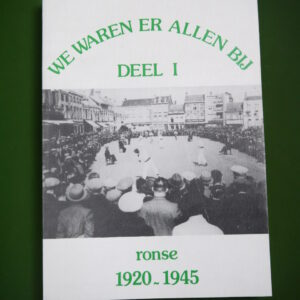 WE WAREN ER ALLEN BIJ
DEEL I
ronse
1920-1945